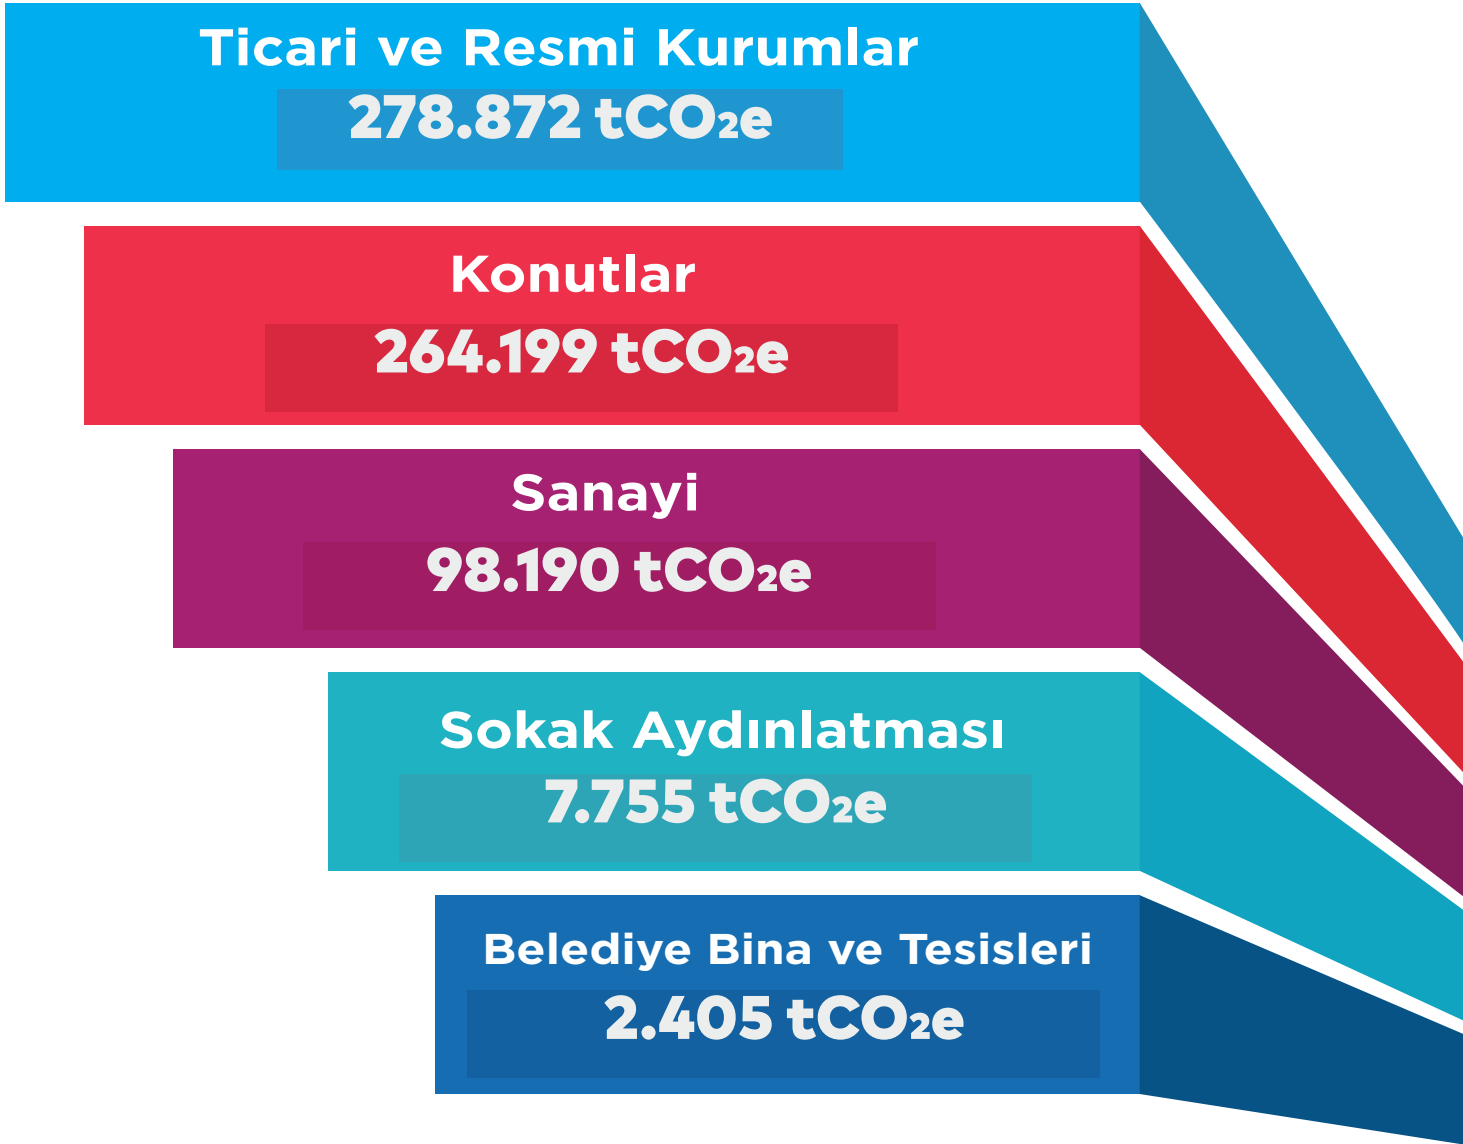 Ticari ve Resmi Kurumlar
278.872 tCO₂e
Konutlar
264.199 tCO₂e
Sanayi
98.190 tCO₂e
Sokak Aydınlatması
7.755 tCO₂e
Belediye Bina ve Tesisleri
2.405 tCO₂e